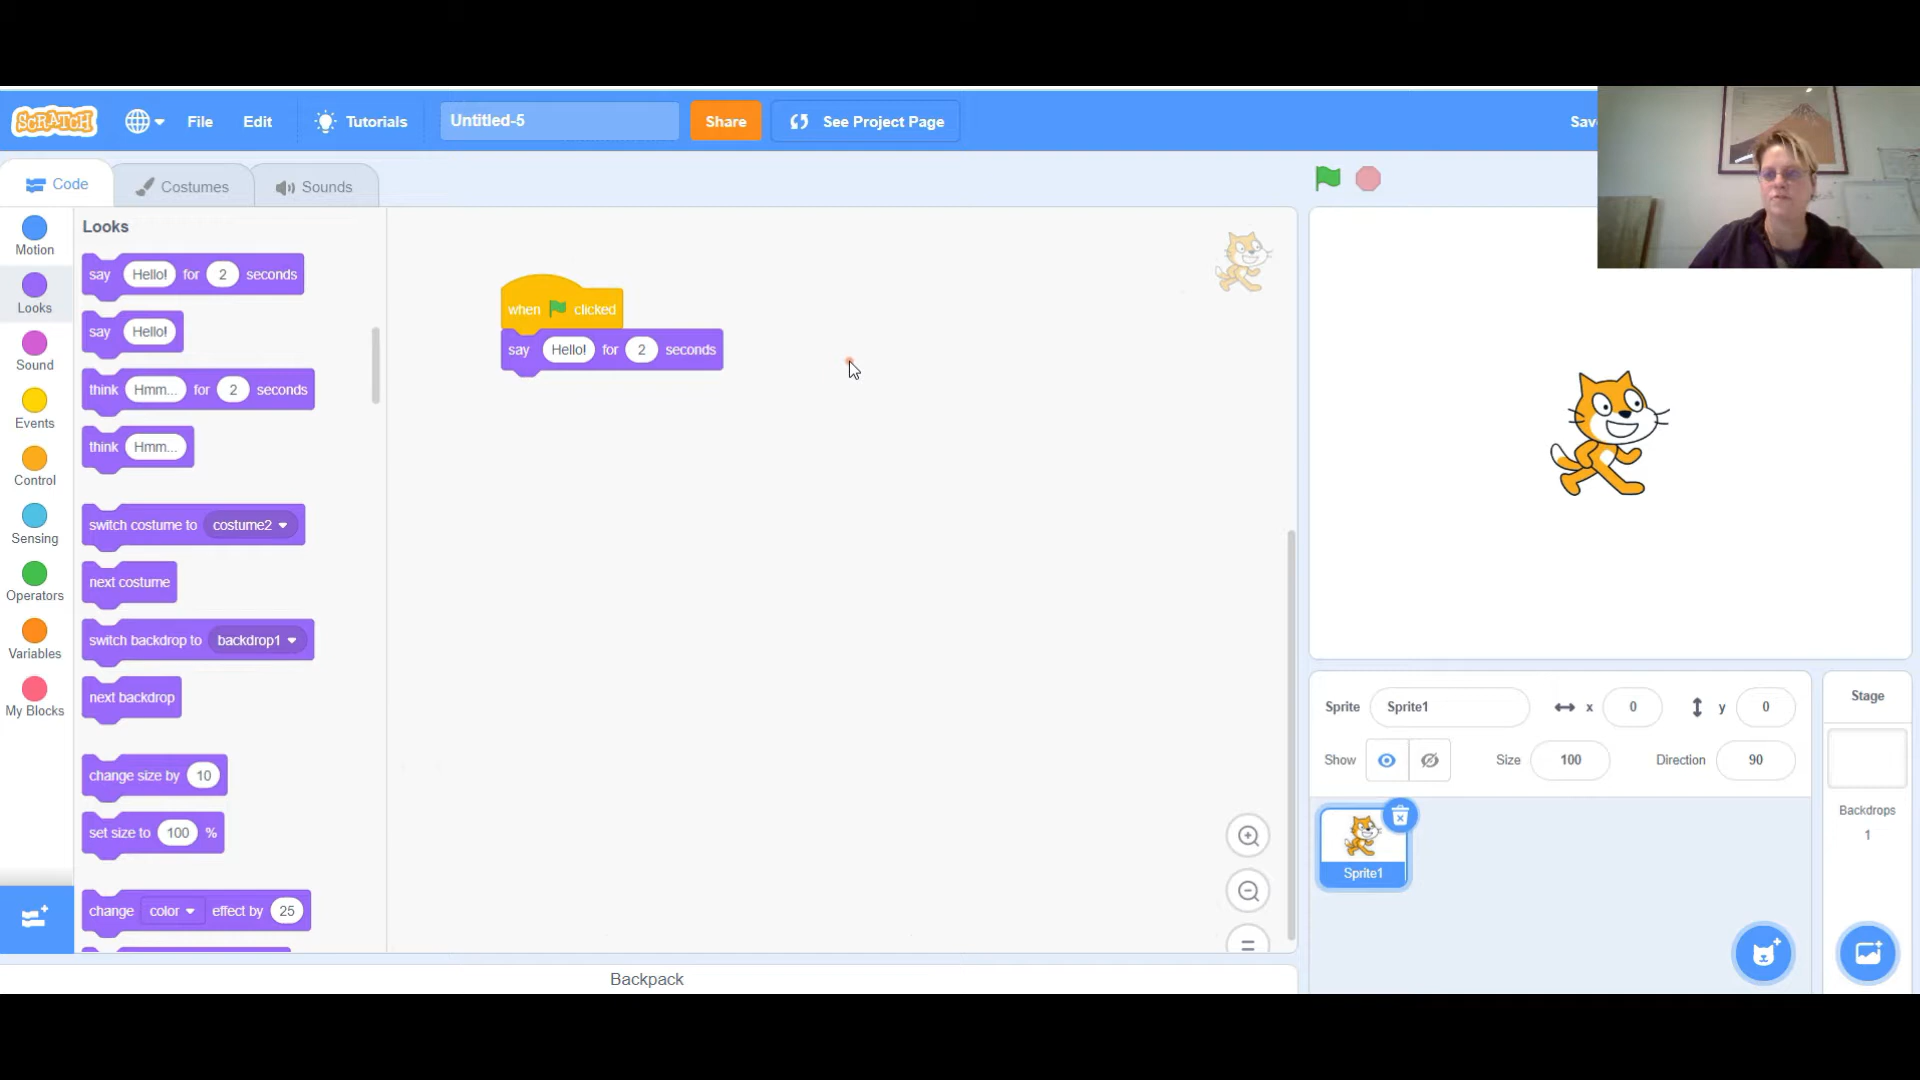 SCRATCH File Edit Tutorials Untitled-5 Share See Project Page Sav
Code Costumes Sounds
Motion
Looks
Sound
Events
Control
Sensing
Operators
Variables
My Blocks
Looks
say Hello! for 2 seconds
say Hello!
think Hmm... for 2 seconds
think Hmm...
switch costume to costume2
next costume
switch backdrop to backdrop1
next backdrop
change size by 10
set size to 100 %
change color effect by 25
when clicked
say Hello! for 2 seconds
Backpack
Sprite Sprite1 x 0 y 0
Show Size 100 Direction 90
Sprite1
Stage
Backdrops
1